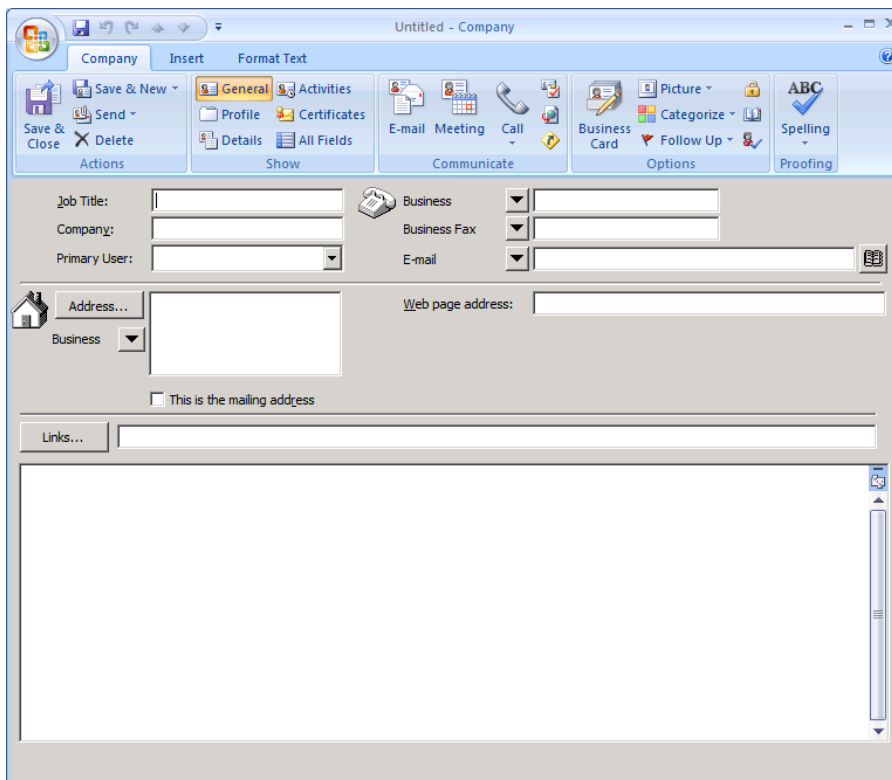 Untitled - Company
Company Insert Format Text
Save & Close
Save & New
Send
Delete
Actions
General Activities
Profile Certificates
Details All Fields
Show
E-mail Meeting Call
Communicate
Business Card
Picture
Categorize
Follow Up
Options
ABC
Spelling
Proofing
Job Title: Business
Company: Business Fax
Primary User: E-mail
Address... Web page address:
Business
This is the mailing address
Links...